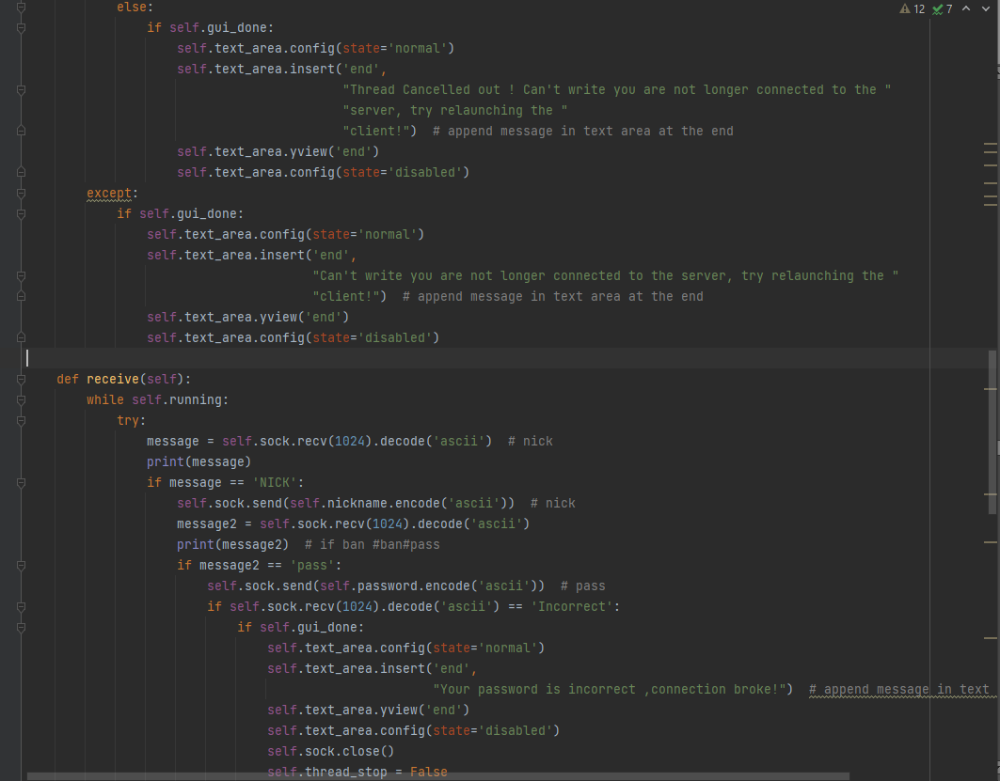 else:
12 7
if self.gui_done:
self.text_area.config(state='normal')
self.text_area.insert('end',
"Thread Cancelled out ! Can't write you are not longer connected to the "
"server, try relaunching the "
"client!")  # append message in text area at the end
self.text_area.yview('end')
self.text_area.config(state='disabled')
except:
if self.gui_done:
self.text_area.config(state='normal')
self.text_area.insert('end',
"Can't write you are not longer connected to the server, try relaunching the "
"client!")  # append message in text area at the end
self.text_area.yview('end')
self.text_area.config(state='disabled')
def receive(self):
while self.running:
try:
message = self.sock.recv(1024).decode('ascii')  # nick
print(message)
if message == 'NICK':
self.sock.send(self.nickname.encode('ascii'))  # nick
message2 = self.sock.recv(1024).decode('ascii')
print(message2)  # if ban #ban#pass
if message2 == 'pass':
self.sock.send(self.password.encode('ascii'))  # pass
if self.sock.recv(1024).decode('ascii') == 'Incorrect':
if self.gui_done:
self.text_area.config(state='normal')
self.text_area.insert('end',
"Your password is incorrect ,connection broke!")  # append message in text
self.text_area.yview('end')
self.text_area.config(state='disabled')
self.sock.close()
self.thread_stop = False